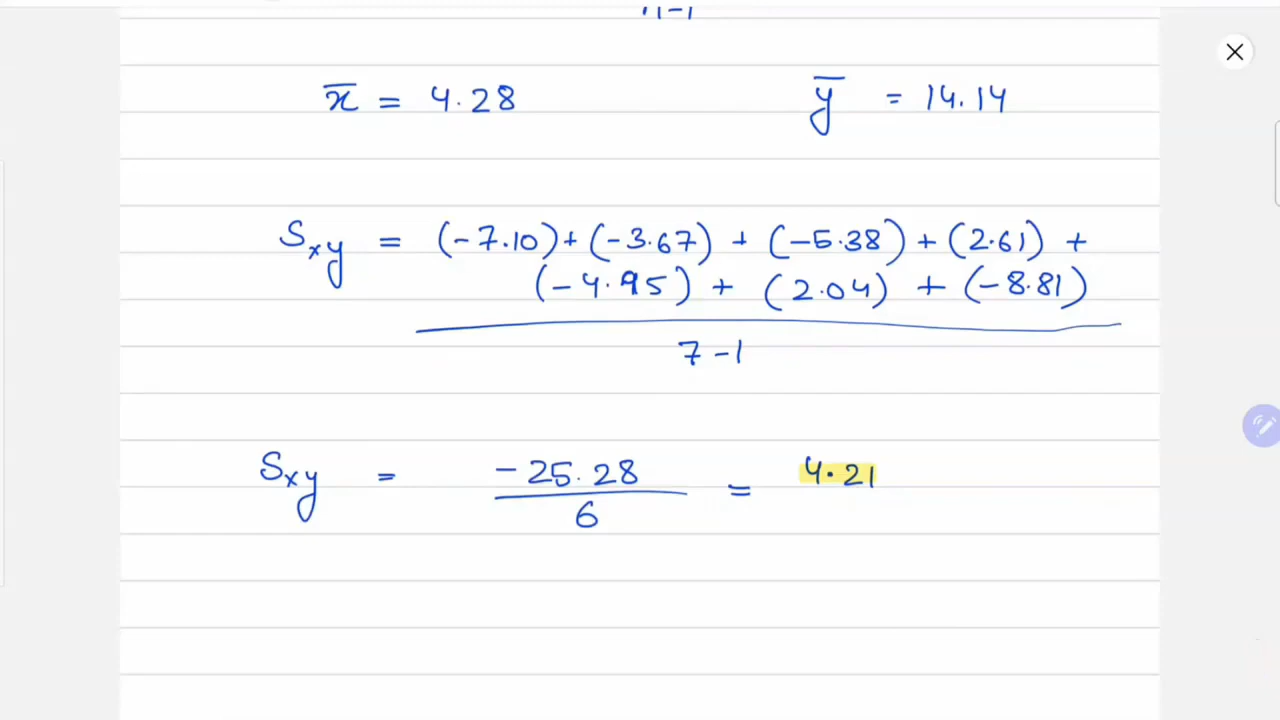 n-1
x̅ = 4.28 y̅ = 14.14
Sxy = (-7.10)+(-3.67) + (-5.38) + (2.61) +
(-4.95) + (2.04) + (-8.81)
7-1
Sxy = -25.28 / 6 = 4.21